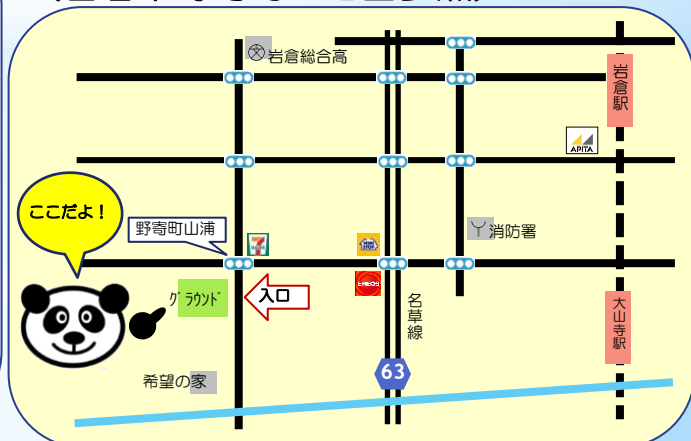 岩倉総合高
岩倉駅
APITA
ここだよ！
野寄町山浦
消防署
グラウンド
入口
名草線
大山寺駅
希望の家
63